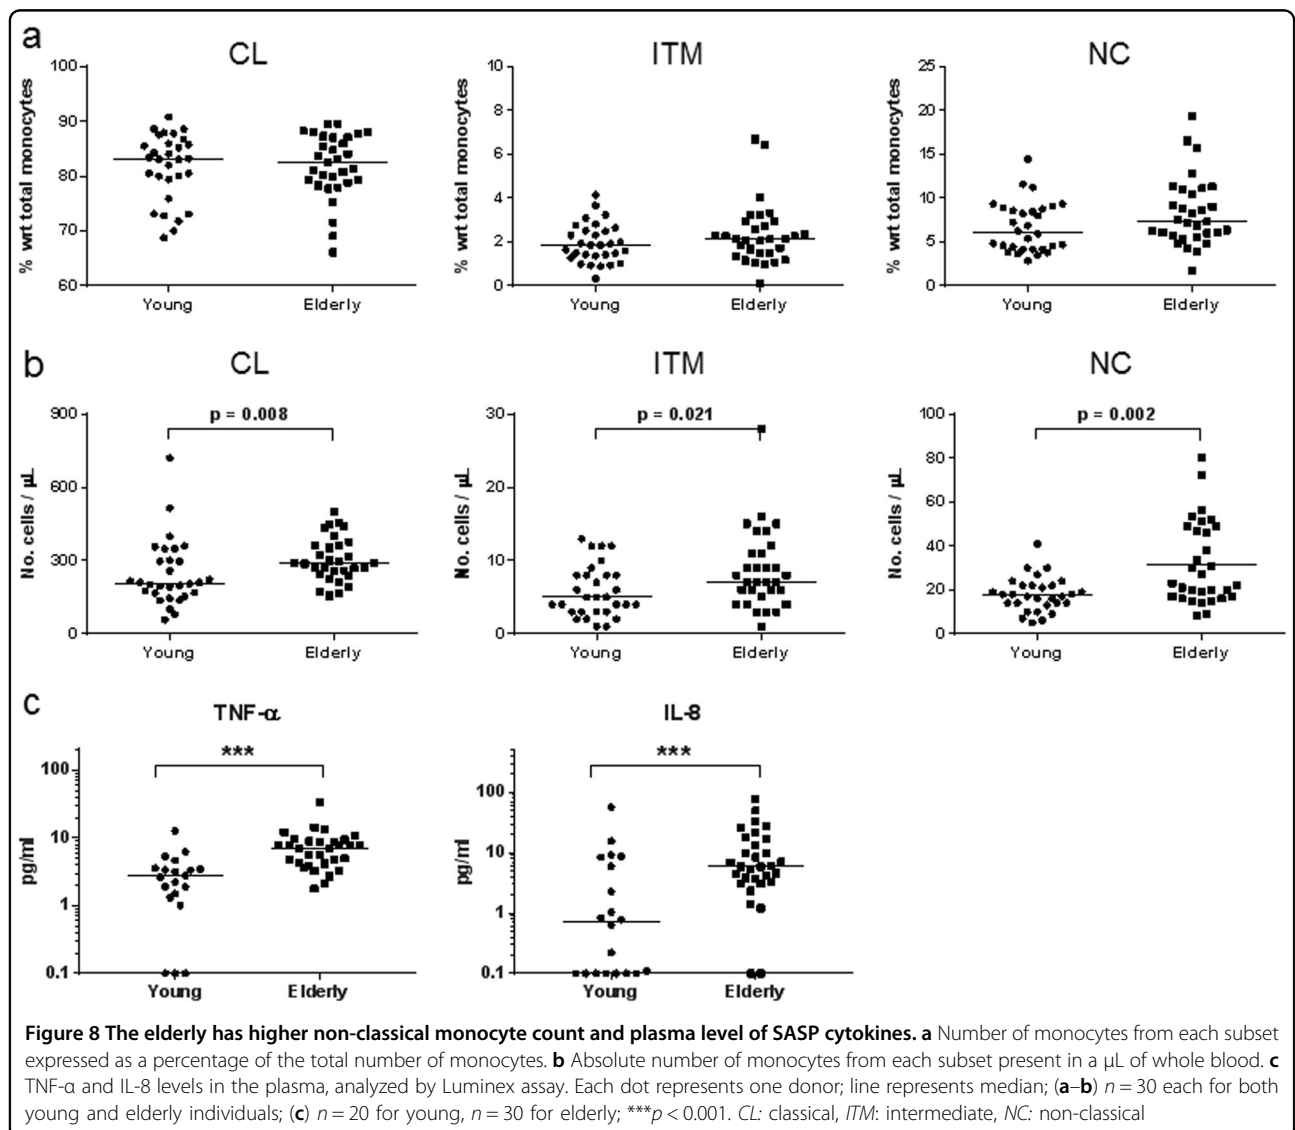 a
CL
ITM
NC
% wrt total monocytes
100
90
80
70
60
Young
Elderly
% wrt total monocytes
10
8
6
4
2
0
Young
Elderly
% wrt total monocytes
25
20
15
10
5
0
Young
Elderly
b
CL
ITM
NC
No. cells / µL
900
600
300
0
p = 0.008
Young
Elderly
No. cells / µL
30
20
10
0
p = 0.021
Young
Elderly
No. cells / µL
100
80
60
40
20
0
p = 0.002
Young
Elderly
c
TNF-α
***
pg/ml
100
10
1
0.1
Young
Elderly
IL-8
***
pg/ml
100
10
1
0.1
Young
Elderly
Figure 8 The elderly has higher non-classical monocyte count and plasma level of SASP cytokines. a Number of monocytes from each subset
expressed as a percentage of the total number of monocytes. b Absolute number of monocytes from each subset present in a µL of whole blood. c
TNF-α and IL-8 levels in the plasma, analyzed by Luminex assay. Each dot represents one donor; line represents median; (a–b) n = 30 each for both
young and elderly individuals; (c) n = 20 for young, n = 30 for elderly; ***p < 0.001. CL: classical, ITM: intermediate, NC: non-classical